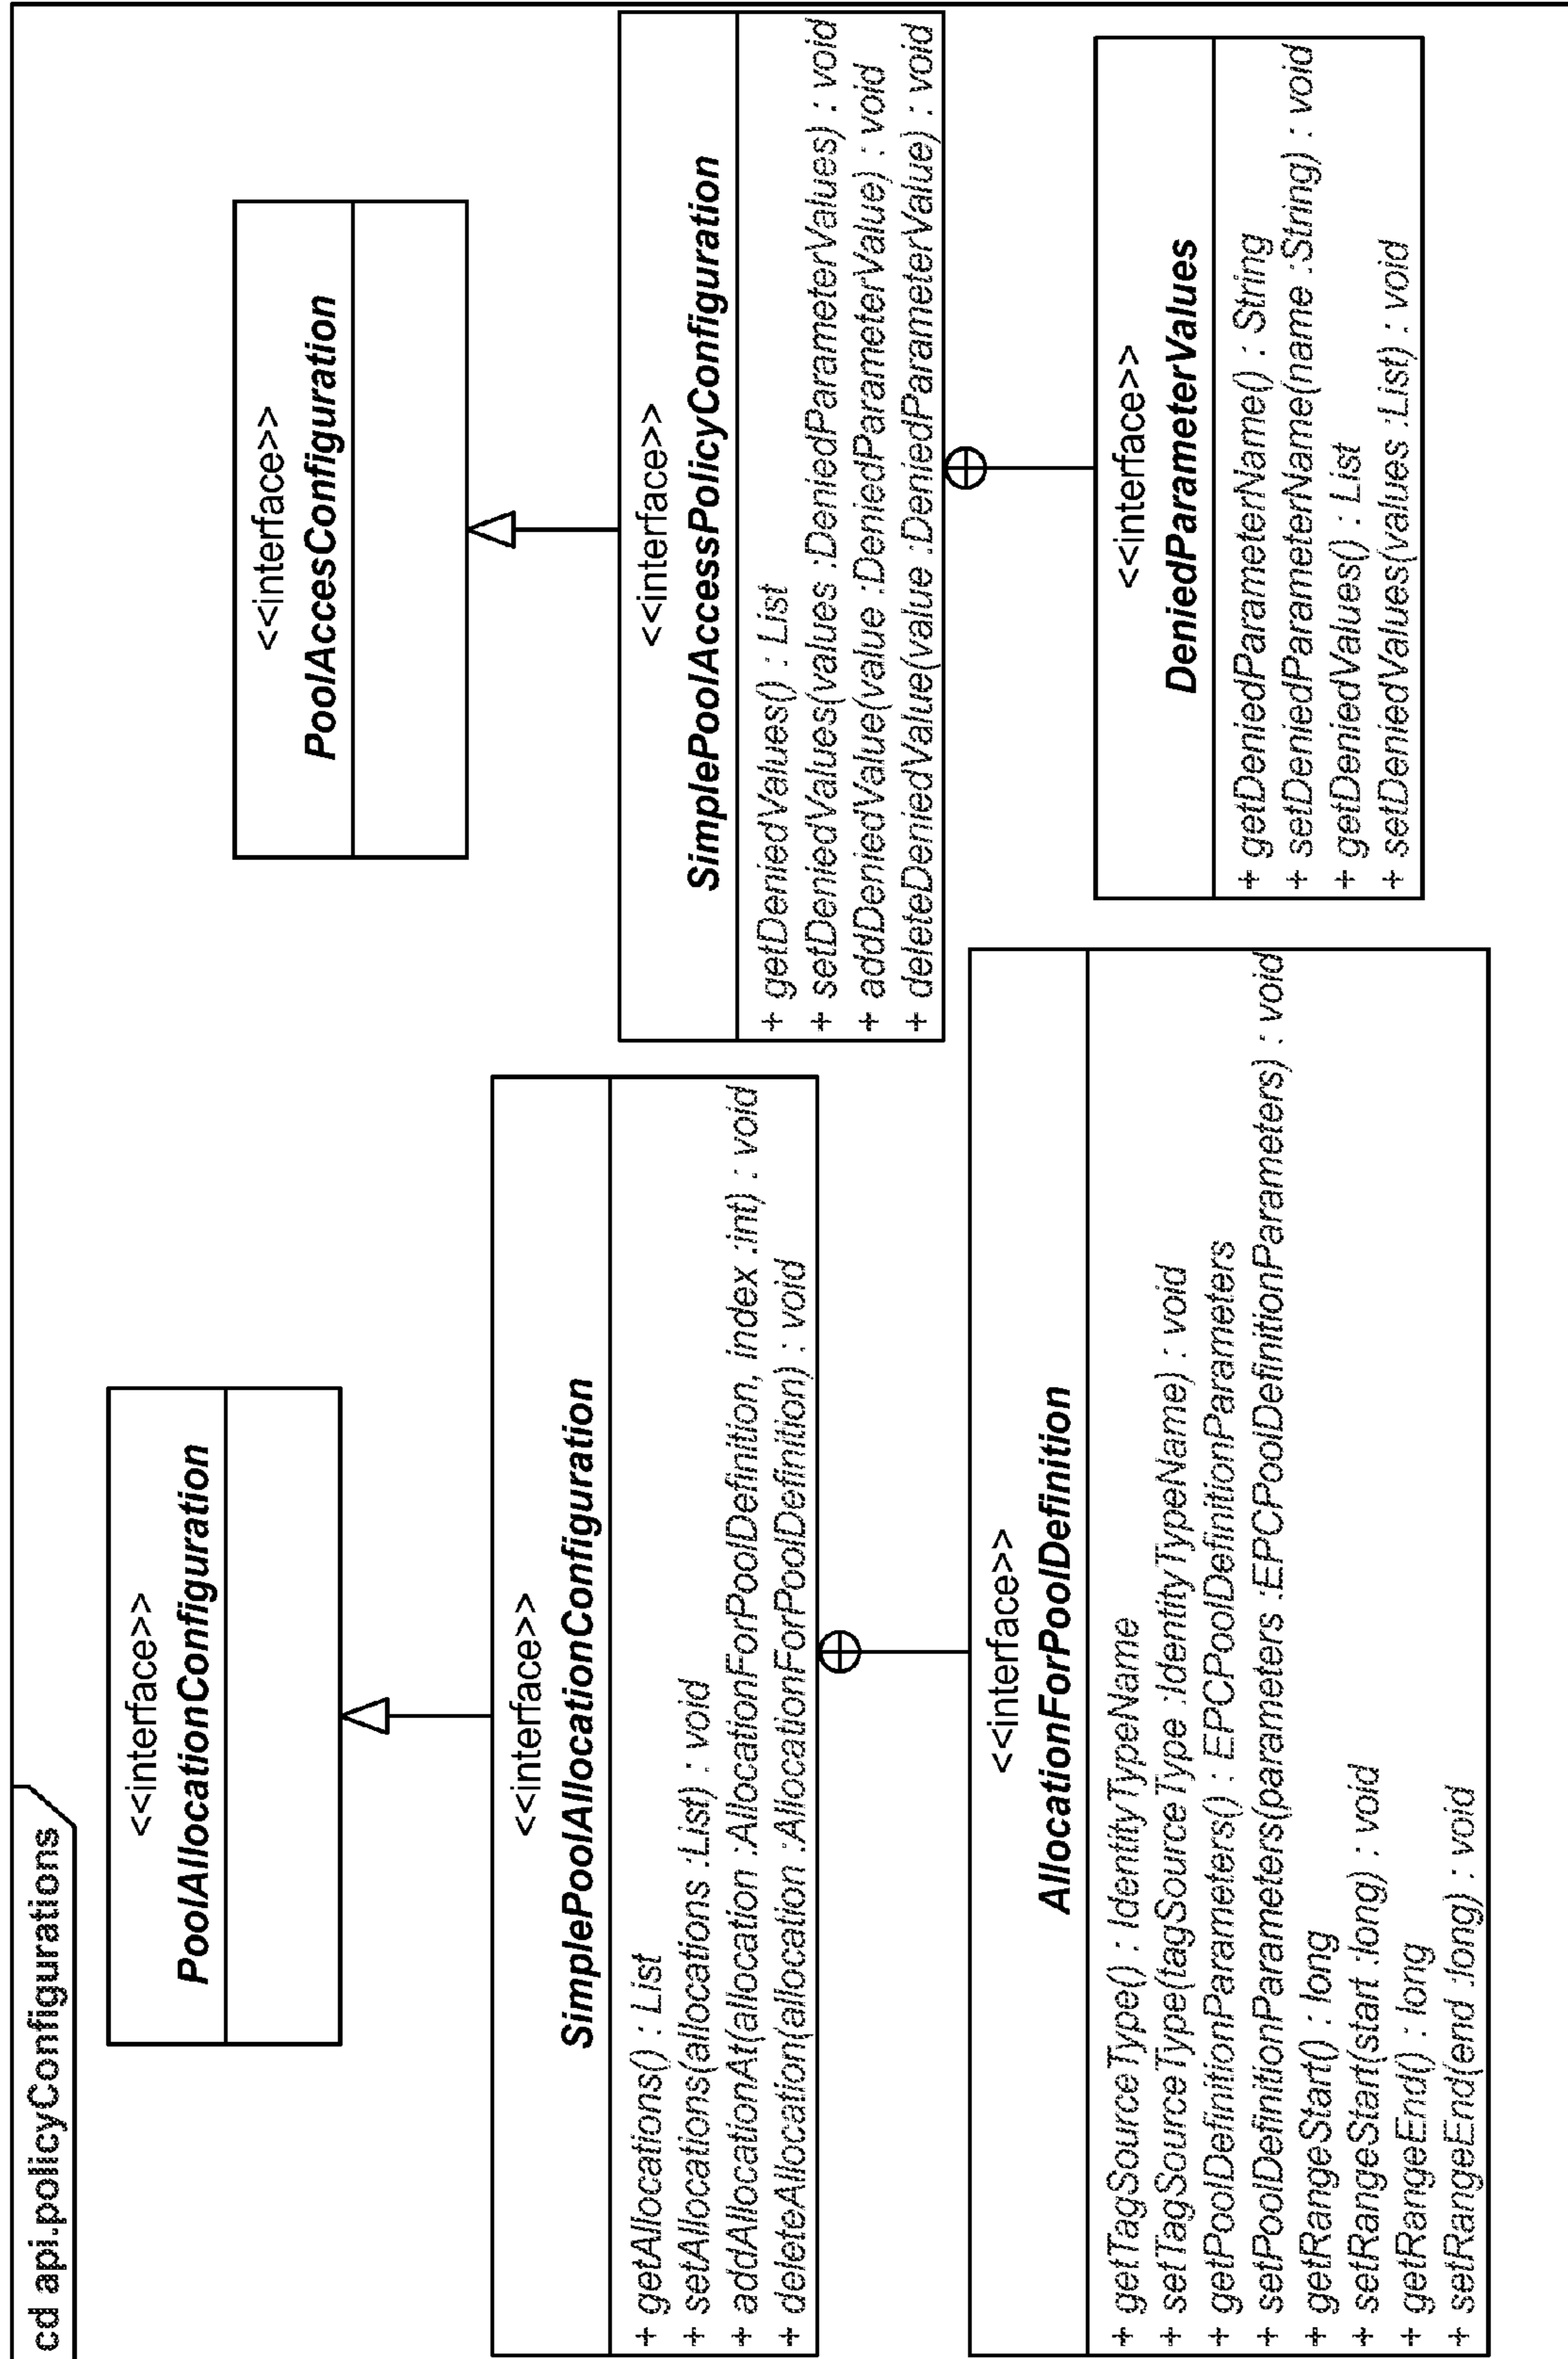 cd api.policyConfigurations
<<interface>>
PoolAllocationConfiguration
<<interface>>
SimplePoolAllocationConfiguration
+ getAllocations() : List
+ setAllocations(allocations :List) : void
+ addAllocationAt(allocation :AllocationForPoolDefinition, index :int) : void
+ deleteAllocation(allocation :AllocationForPoolDefinition) : void
<<interface>>
AllocationForPoolDefinition
+ getTagSourceType() : IdentityTypeName
+ setTagSourceType(tagSourceType :IdentityTypeName) : void
+ getPoolDefinitionParameters() : EPCPoolDefinitionParameters
+ setPoolDefinitionParameters(parameters :EPCPoolDefinitionParameters) : void
+ getRangeStart() : long
+ setRangeStart(start :long) : void
+ getRangeEnd() : long
+ setRangeEnd(end :long) : void
<<interface>>
PoolAccesConfiguration
<<interface>>
SimplePoolAccessPolicyConfiguration
+ getDeniedValues() : List
+ setDeniedValues(values :DeniedParameterValues) : void
+ addDeniedValue(value :DeniedParameterValue) : void
+ deleteDeniedValue(value :DeniedParameterValue) : void
<<interface>>
DeniedParameterValues
+ getDeniedParameterName() : String
+ setDeniedParameterName(name :String) : void
+ getDeniedValues() : List
+ setDeniedValues(values :List) : void